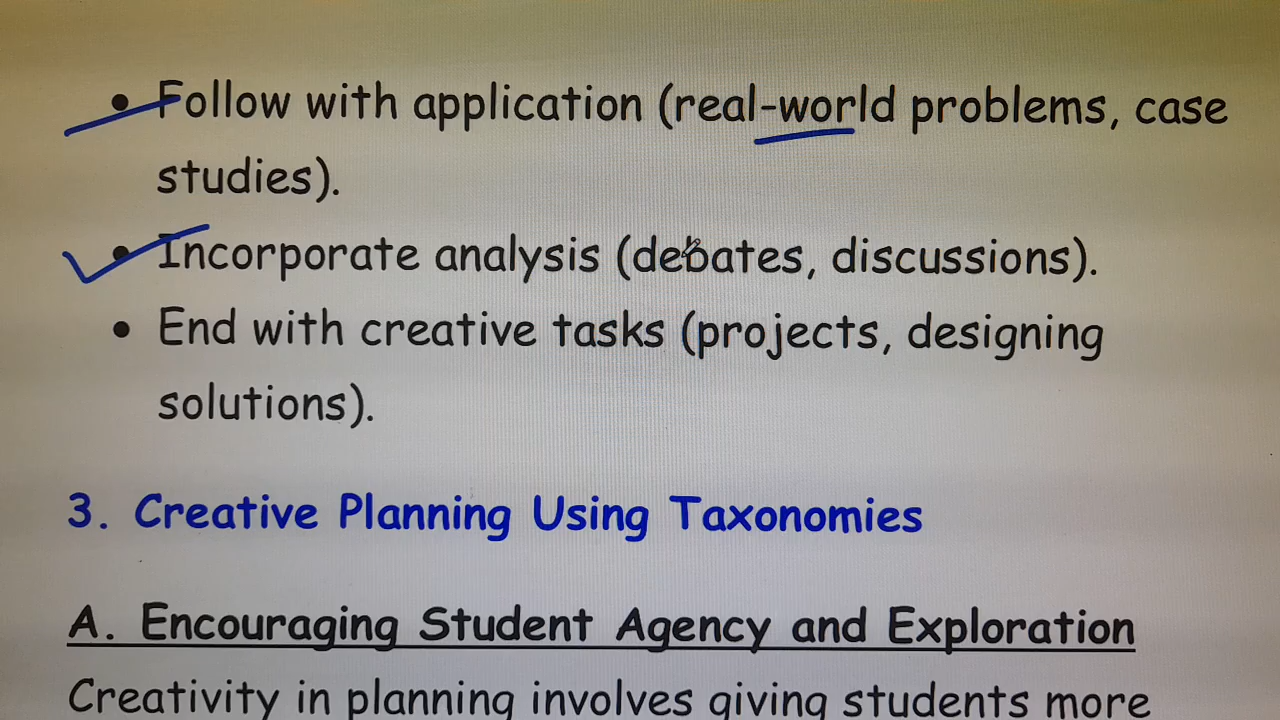 • Follow with application (real-world problems, case
studies).
• Incorporate analysis (debates, discussions).
• End with creative tasks (projects, designing
solutions).
3. Creative Planning Using Taxonomies
A. Encouraging Student Agency and Exploration
Creativity in planning involves giving students more